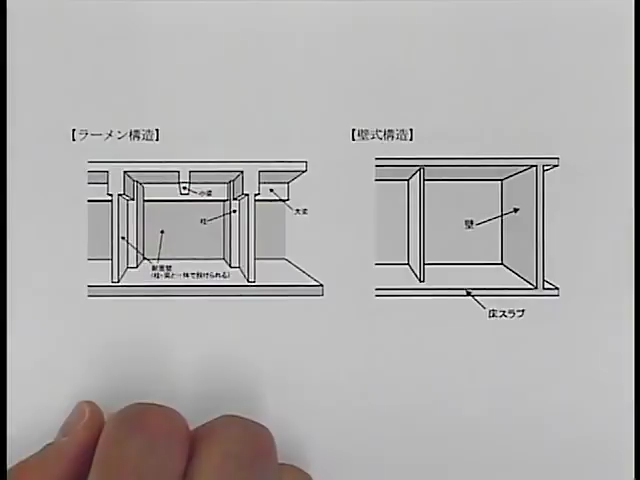 【ラーメン構造】
【壁式構造】
小梁
大梁
柱
壁
耐震壁
(柱・梁と一体で設けられる)
床スラブ